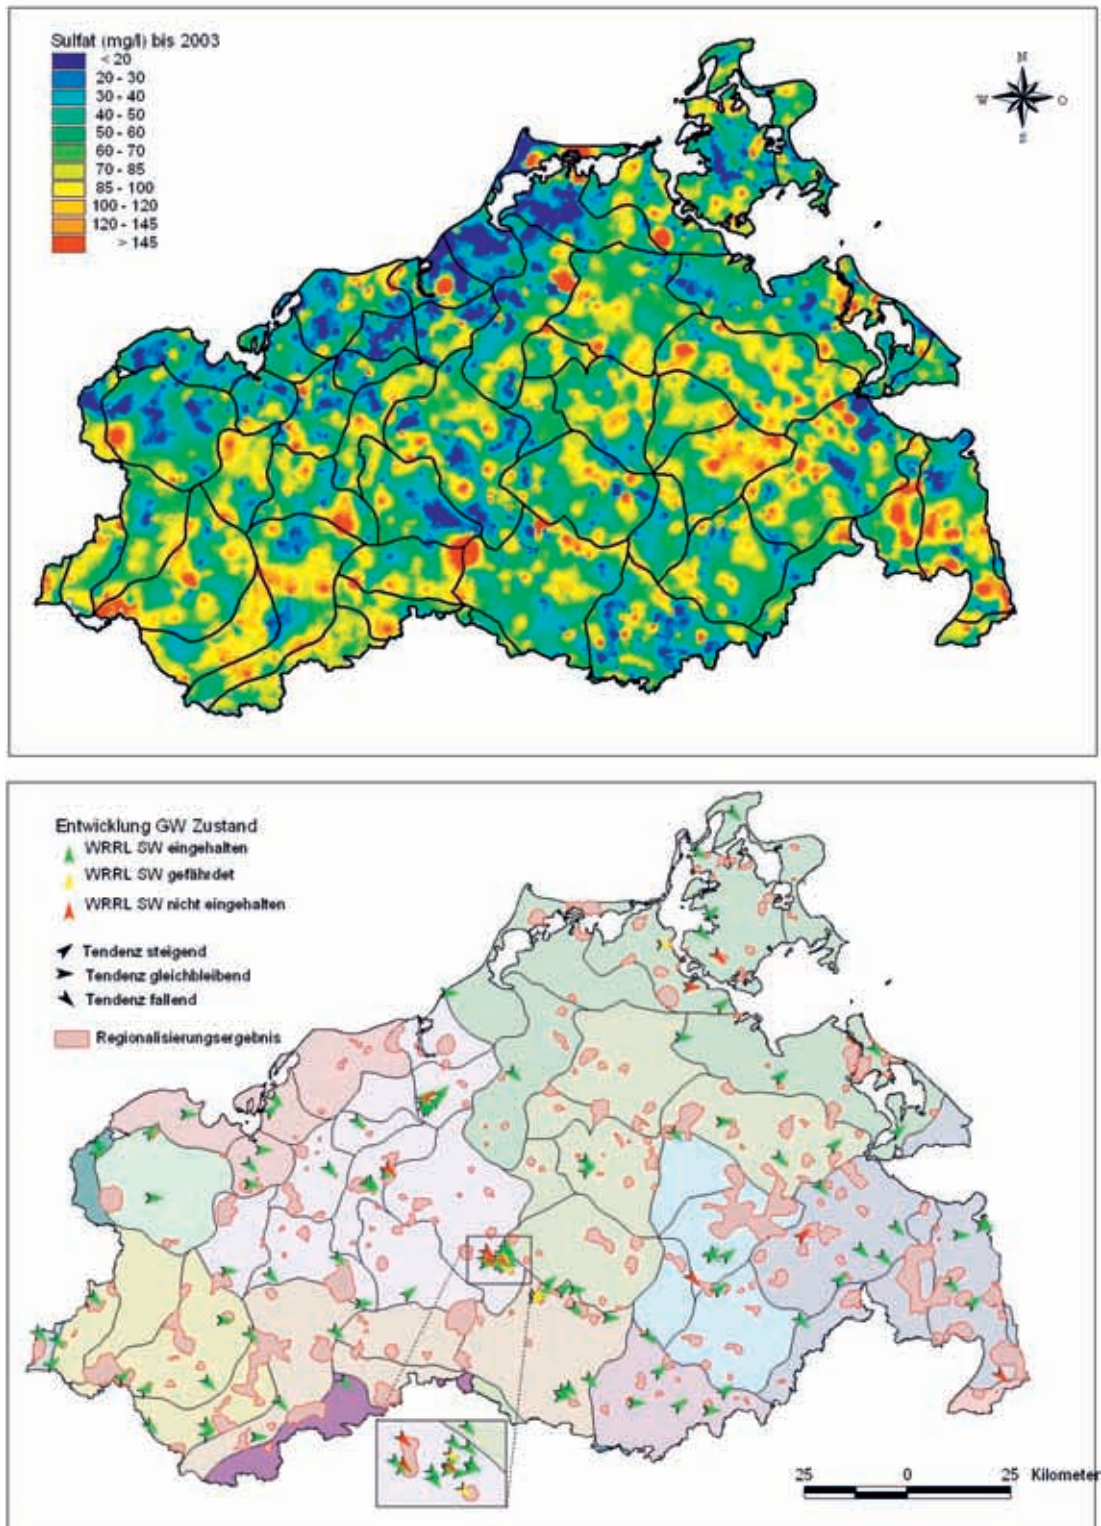 Sulfat (mg/l) bis 2003
< 20
20 - 30
30 - 40
40 - 50
50 - 60
60 - 70
70 - 85
85 - 100
100 - 120
120 - 145
> 145
N
W O
S
Entwicklung GW Zustand
WRRL SW eingehalten
WRRL SW gefährdet
WRRL SW nicht eingehalten
Tendenz steigend
Tendenz gleichbleibend
Tendenz fallend
Regionalisierungsergebnis
25 0 25 Kilometer